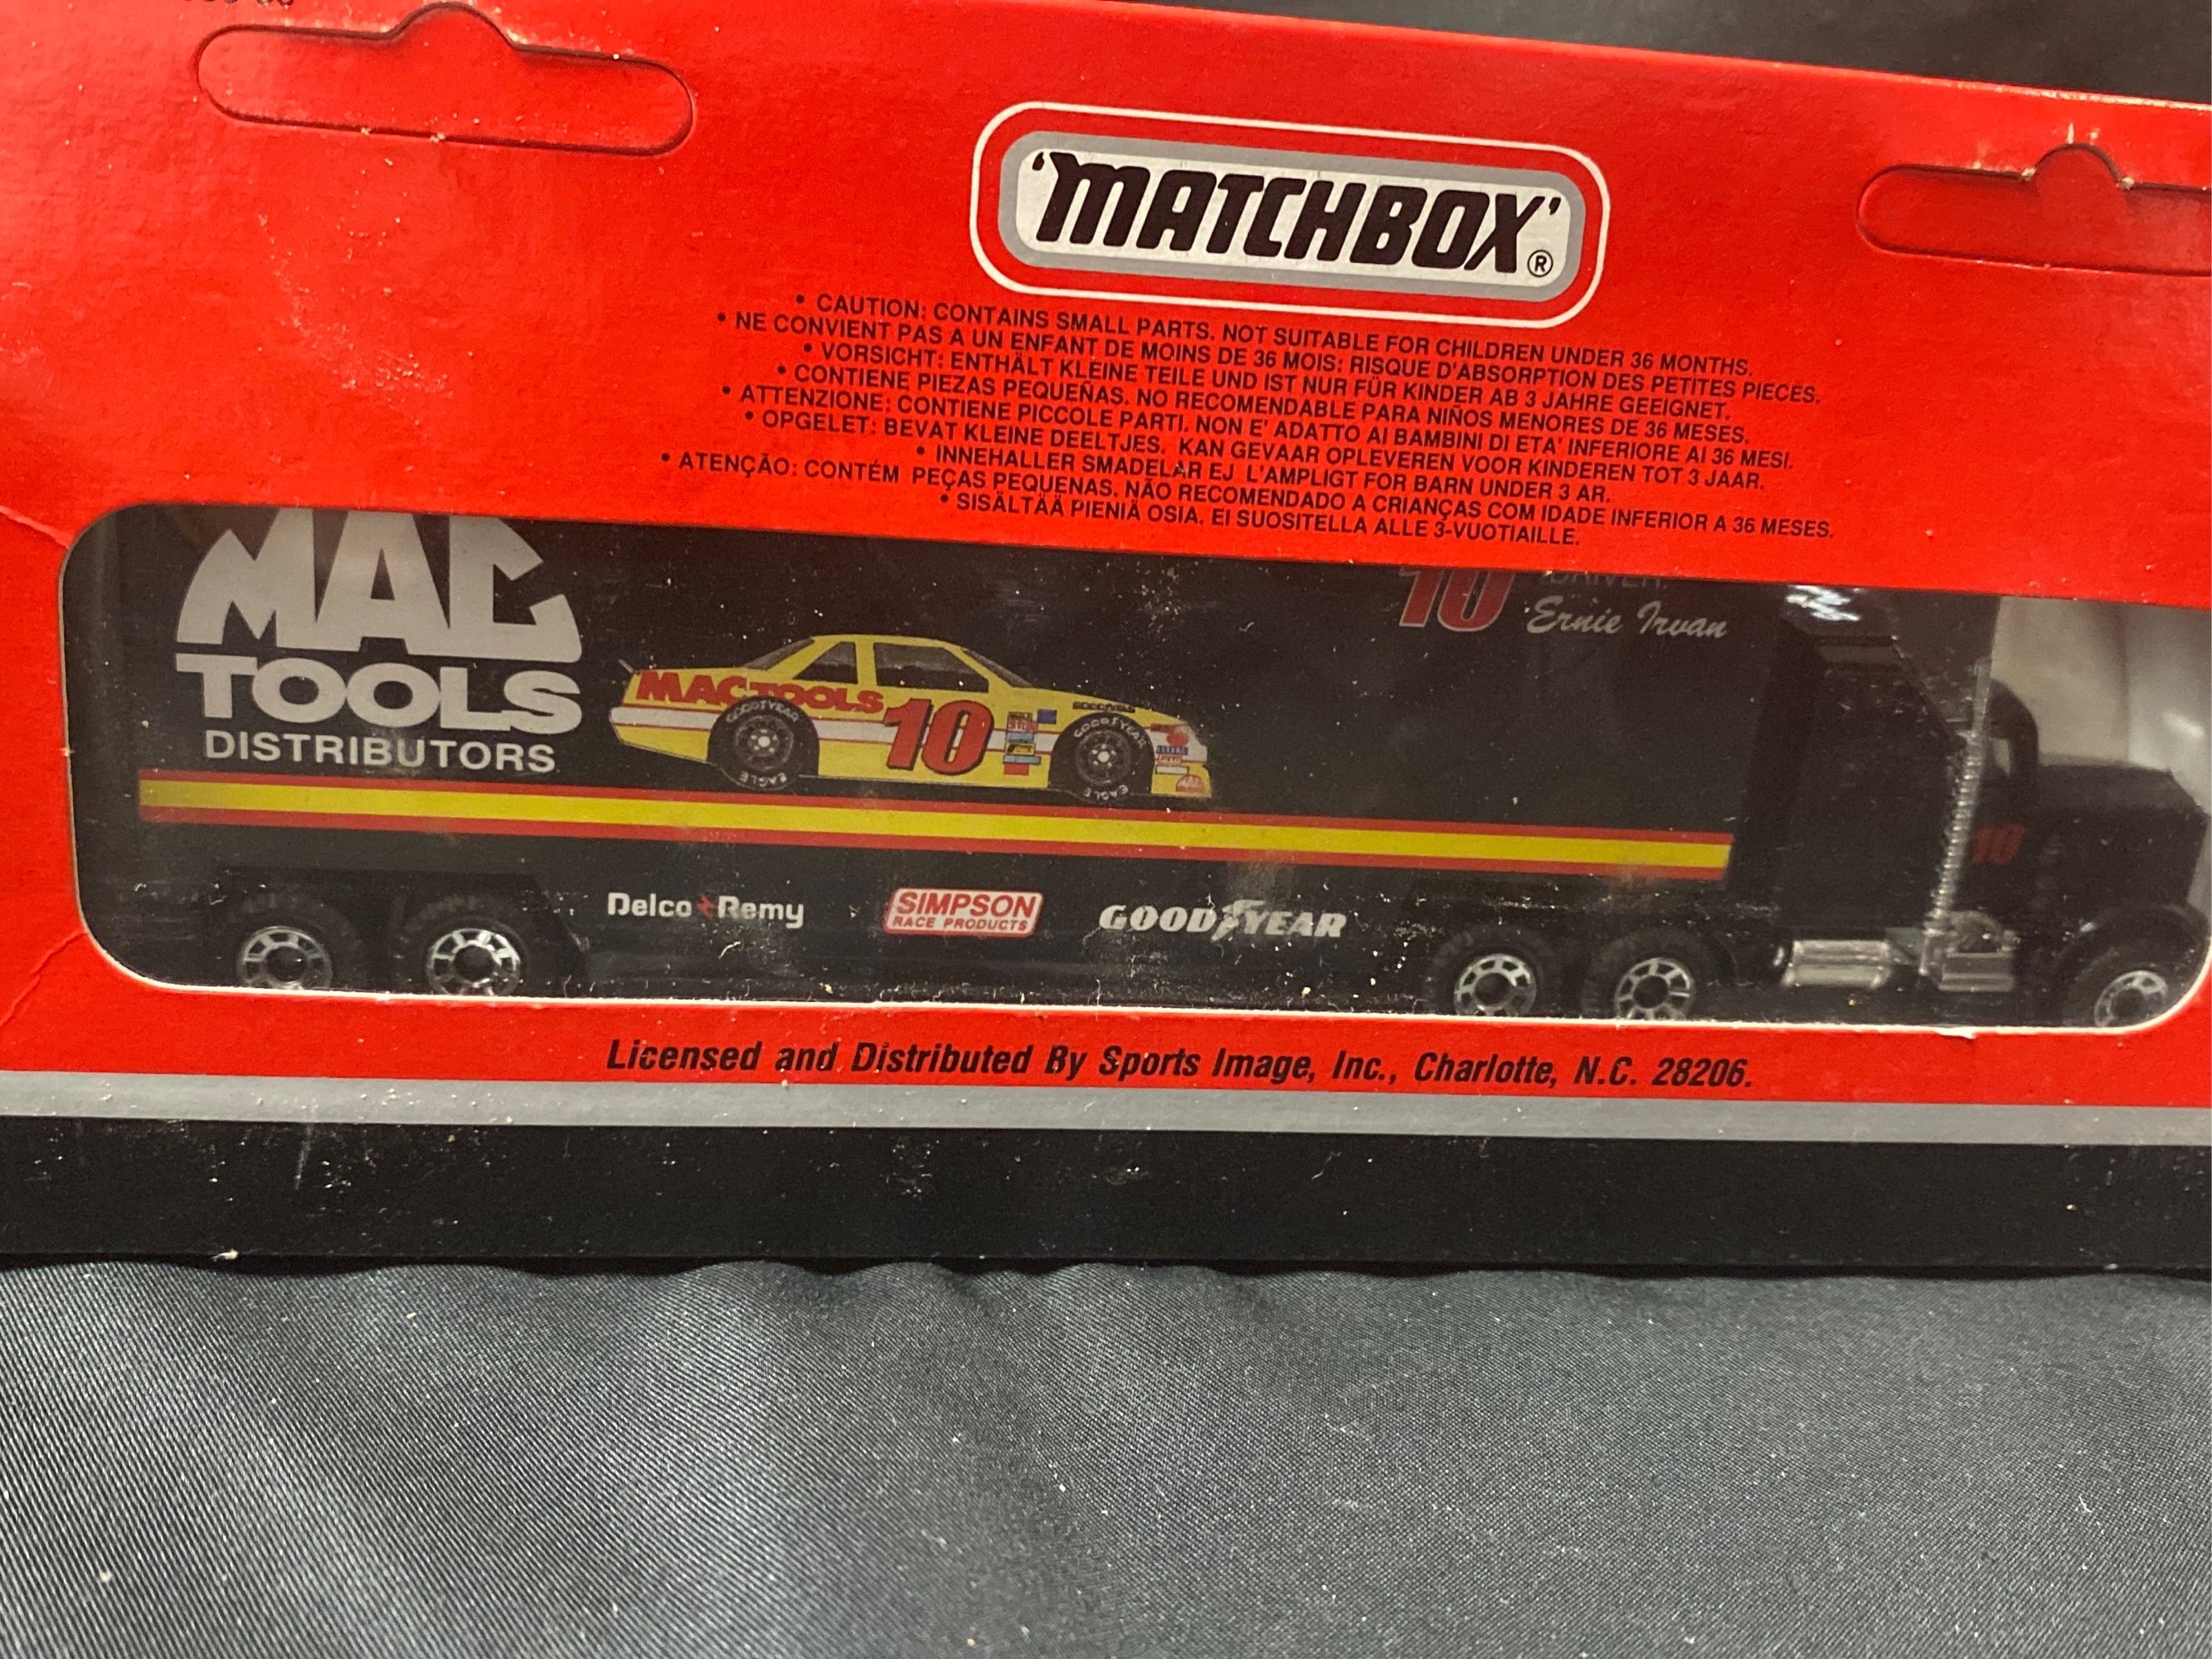 'MATCHBOX'®
• CAUTION: CONTAINS SMALL PARTS. NOT SUITABLE FOR CHILDREN UNDER 36 MONTHS.
• NE CONVIENT PAS A UN ENFANT DE MOINS DE 36 MOIS: RISQUE D'ABSORPTION DES PETITES PIECES.
• VORSICHT: ENTHÄLT KLEINE TEILE UND IST NUR FÜR KINDER AB 3 JAHRE GEEIGNET.
• CONTIENE PIEZAS PEQUEÑAS. NO RECOMENDABLE PARA NIÑOS MENORES DE 36 MESES.
• ATTENZIONE: CONTIENE PICCOLE PARTI. NON E' ADATTO AI BAMBINI DI ETA' INFERIORE AI 36 MESI.
• OPGELET: BEVAT KLEINE DEELTJES. KAN GEVAAR OPLEVEREN VOOR KINDEREN TOT 3 JAAR.
• INNEHALLER SMADELAR EJ L'AMPLIGT FOR BARN UNDER 3 AR.
• ATENÇÃO: CONTÉM PEÇAS PEQUENAS. NÃO RECOMENDADO A CRIANÇAS COM IDADE INFERIOR A 36 MESES.
• SISÄLTÄÄ PIENIÄ OSIA. EI SUOSITELLA ALLE 3-VUOTIAILLE.
MAC
TOOLS
DISTRIBUTORS
10 DRIVER
Ernie Irvan
MAC TOOLS 10
GOODYEAR
EAGLE
GOODYEAR
EAGLE
10
Delco Remy
SIMPSON
RACE PRODUCTS
GOODYEAR
Licensed and Distributed By Sports Image, Inc., Charlotte, N.C. 28206.